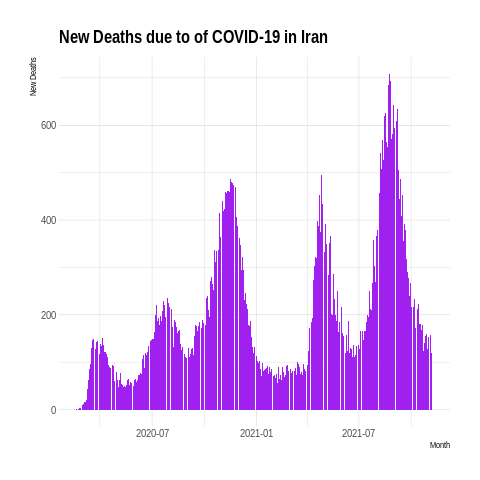 New Deaths due to of COVID-19 in Iran
New Deaths
600
400
200
0
2020-07
2021-01
2021-07
Month